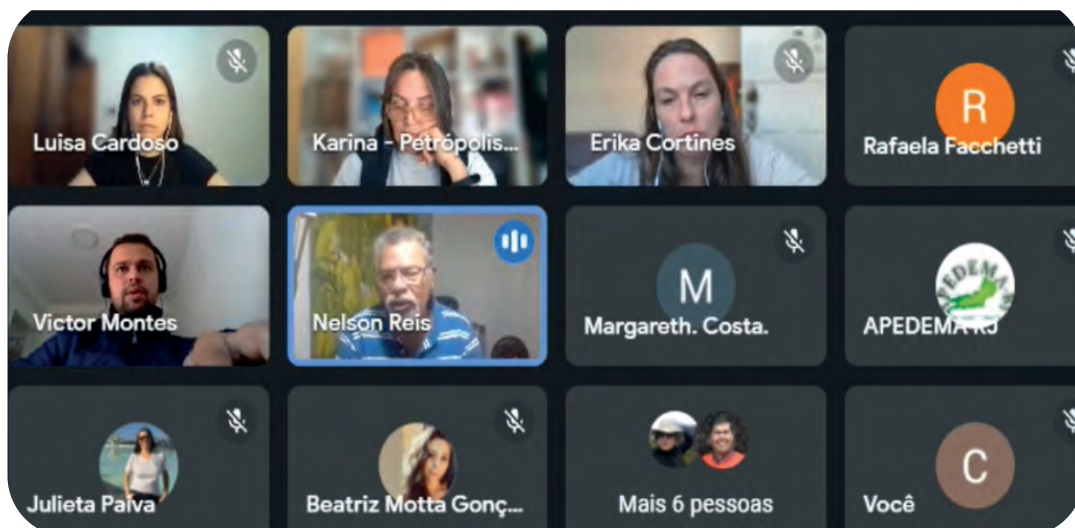 Luisa Cardoso
Karina - Petrópolis...
Erika Cortines
R
Rafaela Facchetti
Victor Montes
Nelson Reis
M
Margareth. Costa.
APEDEMA RJ
Julieta Paiva
Beatriz Motta Gonç...
Mais 6 pessoas
C
Você